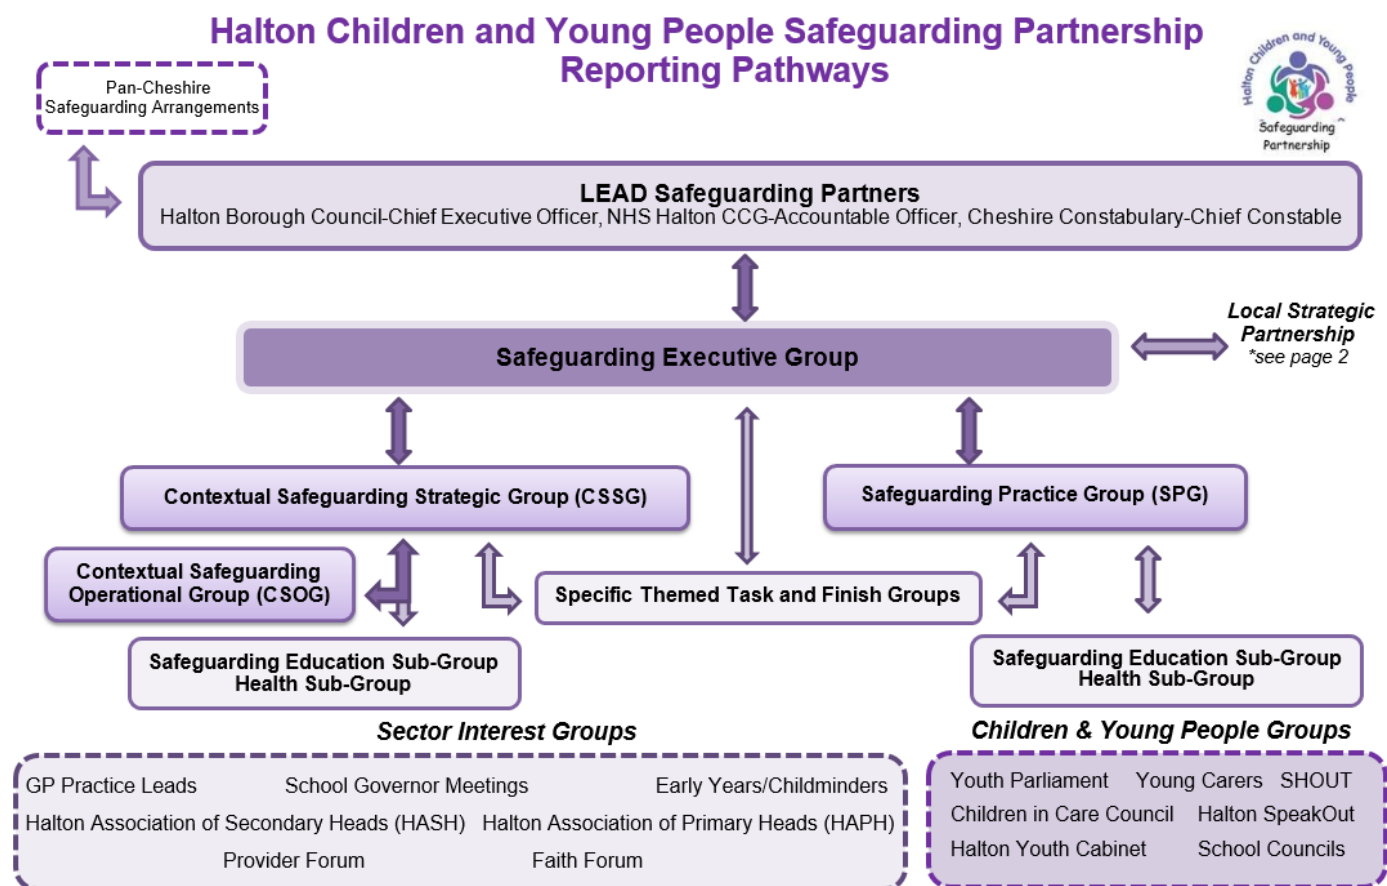 Halton Children and Young People Safeguarding Partnership
Reporting Pathways
Halton Children and Young People
Safeguarding
Partnership
Pan-Cheshire
Safeguarding Arrangements
LEAD Safeguarding Partners
Halton Borough Council-Chief Executive Officer, NHS Halton CCG-Accountable Officer, Cheshire Constabulary-Chief Constable
Safeguarding Executive Group
Local Strategic
Partnership
*see page 2
Contextual Safeguarding Strategic Group (CSSG)
Safeguarding Practice Group (SPG)
Contextual Safeguarding
Operational Group (CSOG)
Specific Themed Task and Finish Groups
Safeguarding Education Sub-Group
Health Sub-Group
Safeguarding Education Sub-Group
Health Sub-Group
Sector Interest Groups
GP Practice Leads School Governor Meetings Early Years/Childminders
Halton Association of Secondary Heads (HASH) Halton Association of Primary Heads (HAPH)
Provider Forum Faith Forum
Children & Young People Groups
Youth Parliament Young Carers SHOUT
Children in Care Council Halton SpeakOut
Halton Youth Cabinet School Councils